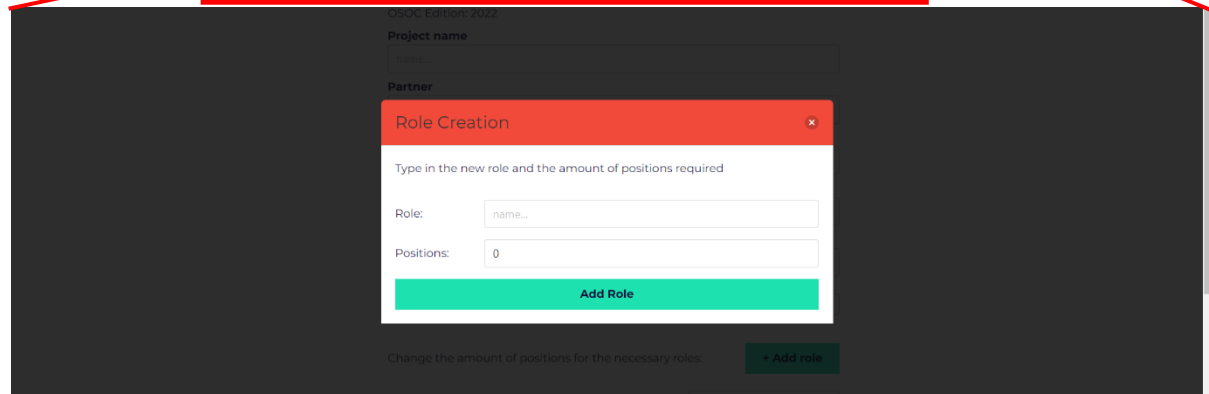 OSOC Edition: 2022
Project name
name...
Partner
Role Creation
Type in the new role and the amount of positions required
Role: name...
Positions: 0
Add Role
Change the amount of positions for the necessary roles: + Add role